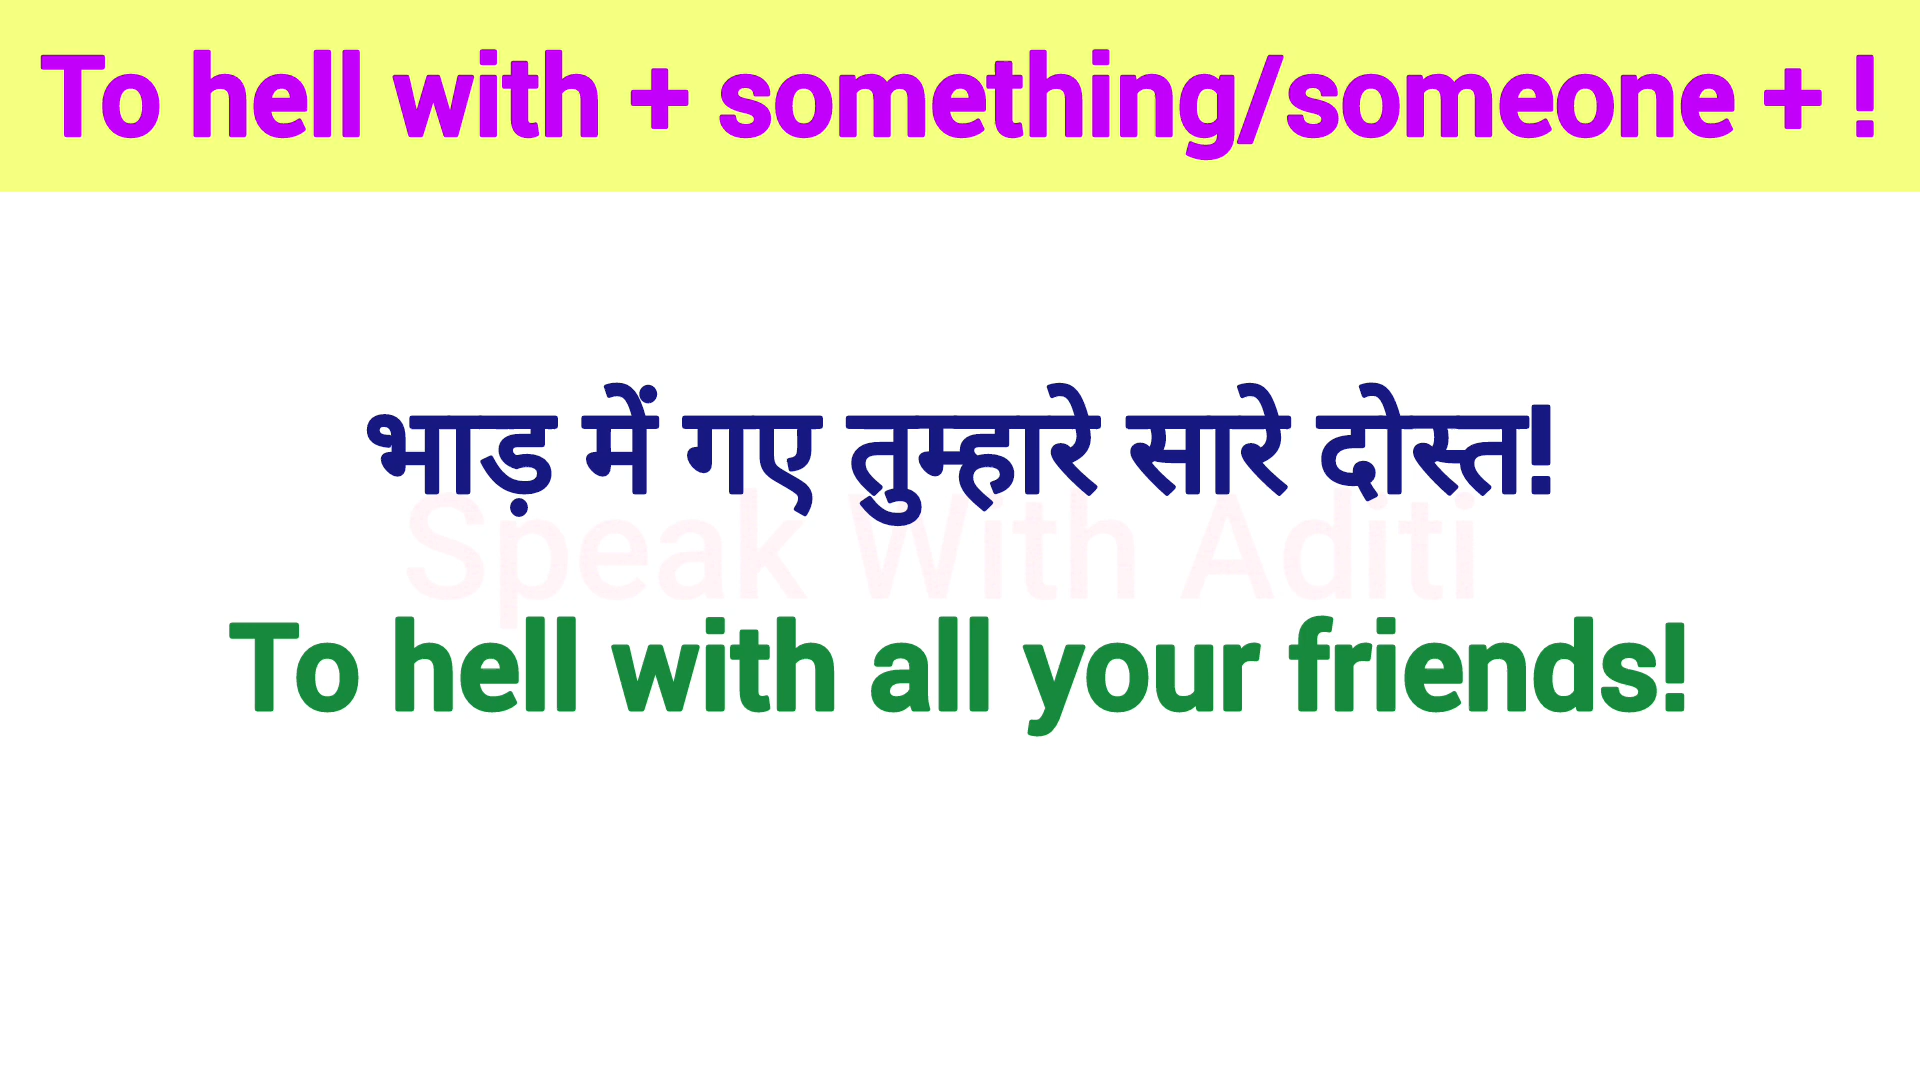 To hell with + something/someone + !
भाड़ में गए तुम्हारे सारे दोस्त!
Speak With Aditi
To hell with all your friends!